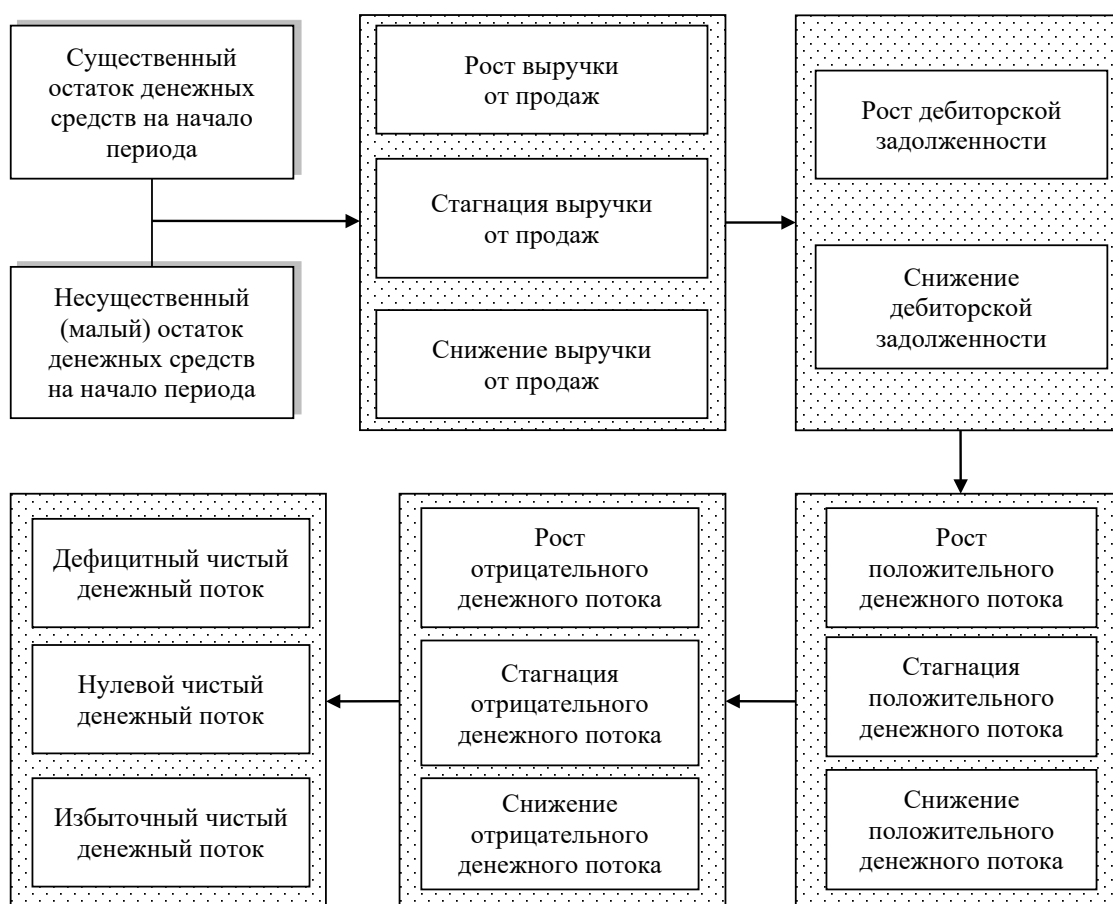 Существенный
остаток денежных
средств на начало
периода
Несущественный
(малый) остаток
денежных средств
на начало периода
Рост выручки
от продаж
Стагнация выручки
от продаж
Снижение выручки
от продаж
Рост дебиторской
задолженности
Снижение
дебиторской
задолженности
Рост
положительного
денежного потока
Стагнация
положительного
денежного потока
Снижение
положительного
денежного потока
Рост
отрицательного
денежного потока
Стагнация
отрицательного
денежного потока
Снижение
отрицательного
денежного потока
Дефицитный чистый
денежный поток
Нулевой чистый
денежный поток
Избыточный чистый
денежный поток